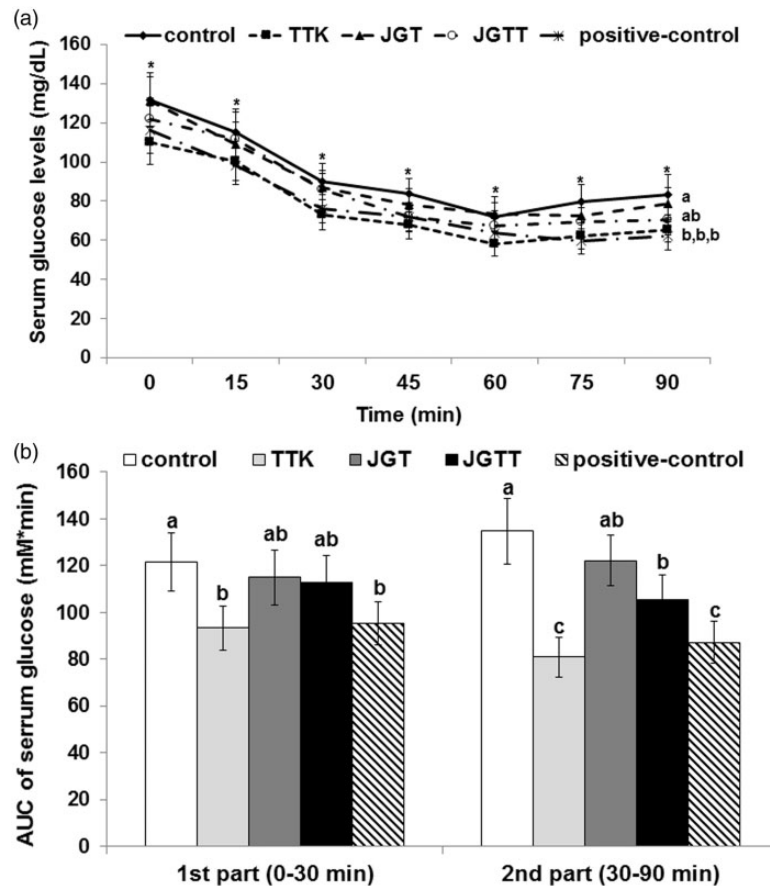 (a)
control TTK JGT JGTT positive-control
160
140
120
100
80
60
40
20
0
Serum glucose levels (mg/dL)
* * * * * * *
a
ab
b,b,b
0 15 30 45 60 75 90
Time (min)
(b)
control TTK JGT JGTT positive-control
160
140
120
100
80
60
40
20
0
AUC of serrum glucose (mM*min)
a b ab ab b
a c ab b c
1st part (0-30 min) 2nd part (30-90 min)